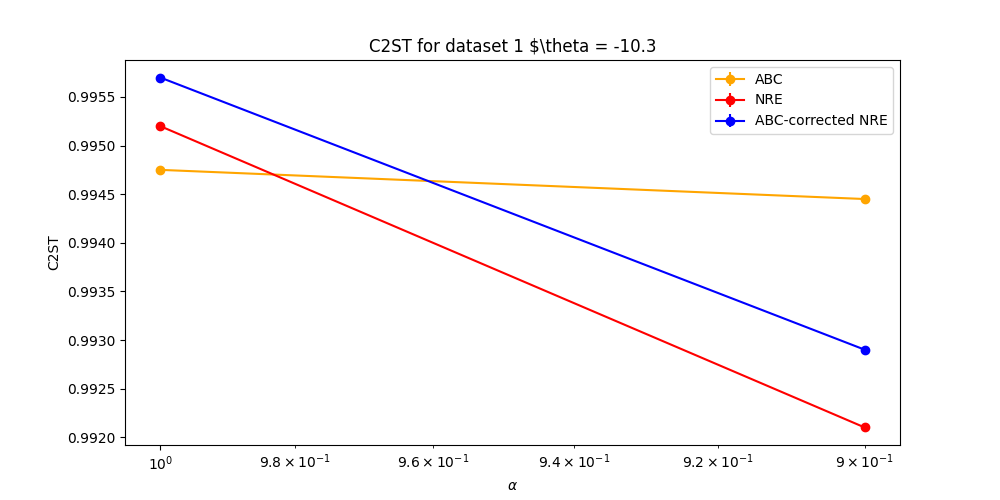 C2ST for dataset 1 $\theta = -10.3
ABC
NRE
ABC-corrected NRE
C2ST
0.9955
0.9950
0.9945
0.9940
0.9935
0.9930
0.9925
0.9920
10⁰ 9.8 × 10⁻¹ 9.6 × 10⁻¹ 9.4 × 10⁻¹ 9.2 × 10⁻¹ 9 × 10⁻¹
α